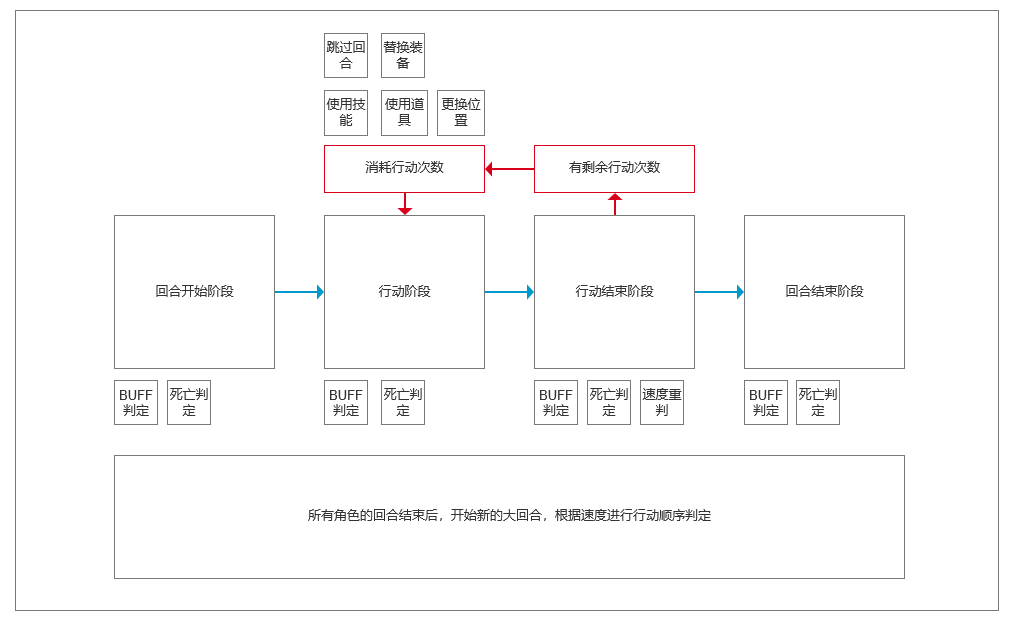 跳过回
合
替换装
备
使用技
能
使用道
具
更换位
置
消耗行动次数
有剩余行动次数
回合开始阶段
行动阶段
行动结束阶段
回合结束阶段
BUFF
判定
死亡判
定
BUFF
判定
死亡判
定
BUFF
判定
死亡判
定
速度重
判
BUFF
判定
死亡判
定
所有角色的回合结束后，开始新的大回合，根据速度进行行动顺序判定